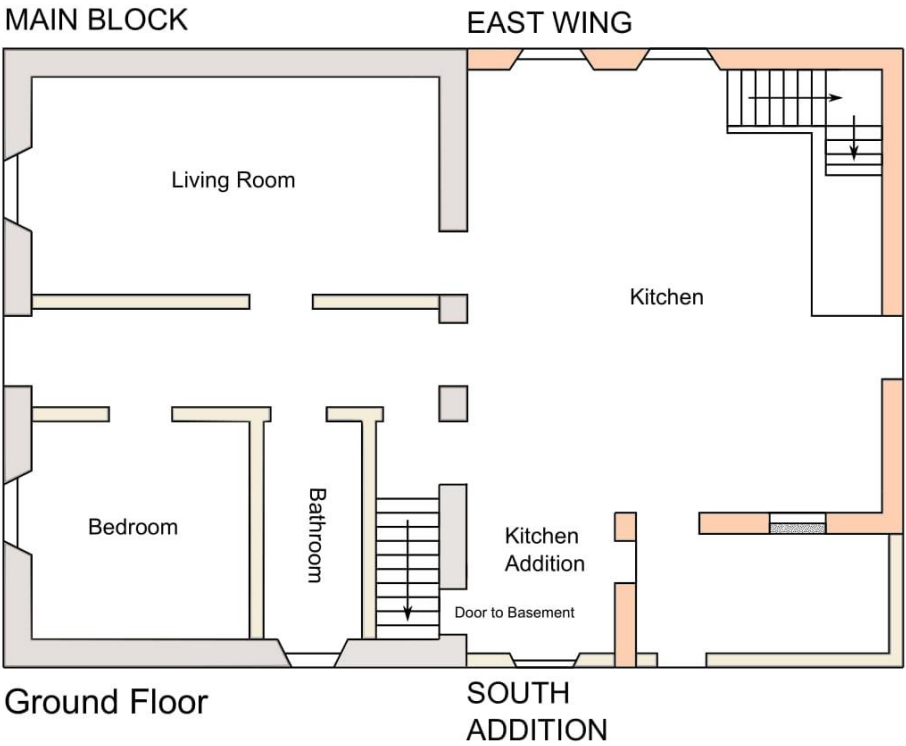 MAIN BLOCK
EAST WING
Living Room
Kitchen
Bedroom
Bathroom
Kitchen
Addition
Door to Basement
Ground Floor
SOUTH
ADDITION